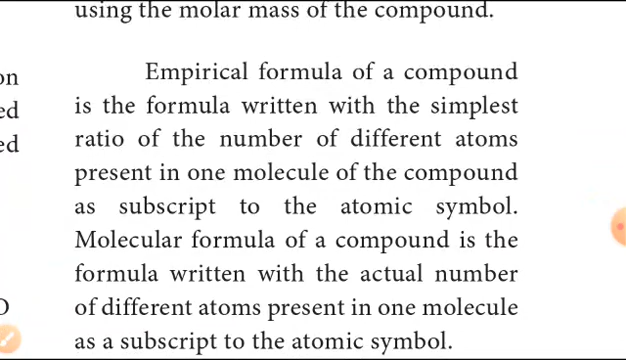 using the molar mass of the compound.
on
ed
ed
Empirical formula of a compound
is the formula written with the simplest
ratio of the number of different atoms
present in one molecule of the compound
as subscript to the atomic symbol.
Molecular formula of a compound is the
formula written with the actual number
of different atoms present in one molecule
as a subscript to the atomic symbol.